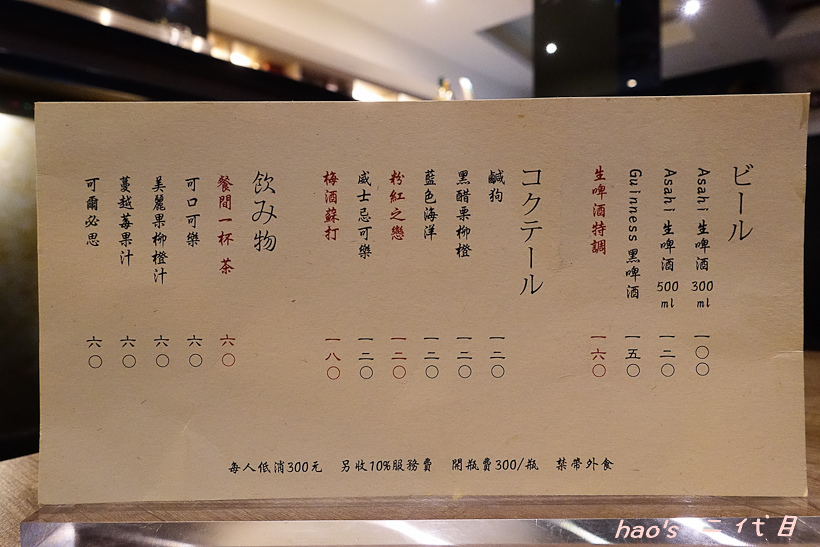 ビール
Asahi 生啤酒 300ml 一〇〇
Asahi 生啤酒 500ml 一二〇
Guinness 黑啤酒 一五〇
生啤酒特調 一六〇
コクテール
鹹狗 一二〇
黑醋栗柳橙 一二〇
藍色海洋 一二〇
粉紅之戀 一二〇
威士忌可樂 一二〇
梅酒蘇打 一八〇
飲み物
餐間一杯 茶 六〇
可口可樂 六〇
美麗果柳橙汁 六〇
蔓越莓果汁 六〇
可爾必思 六〇
每人低消300元 另收10%服務費 開瓶費300/瓶 禁帶外食
hao's 二代目